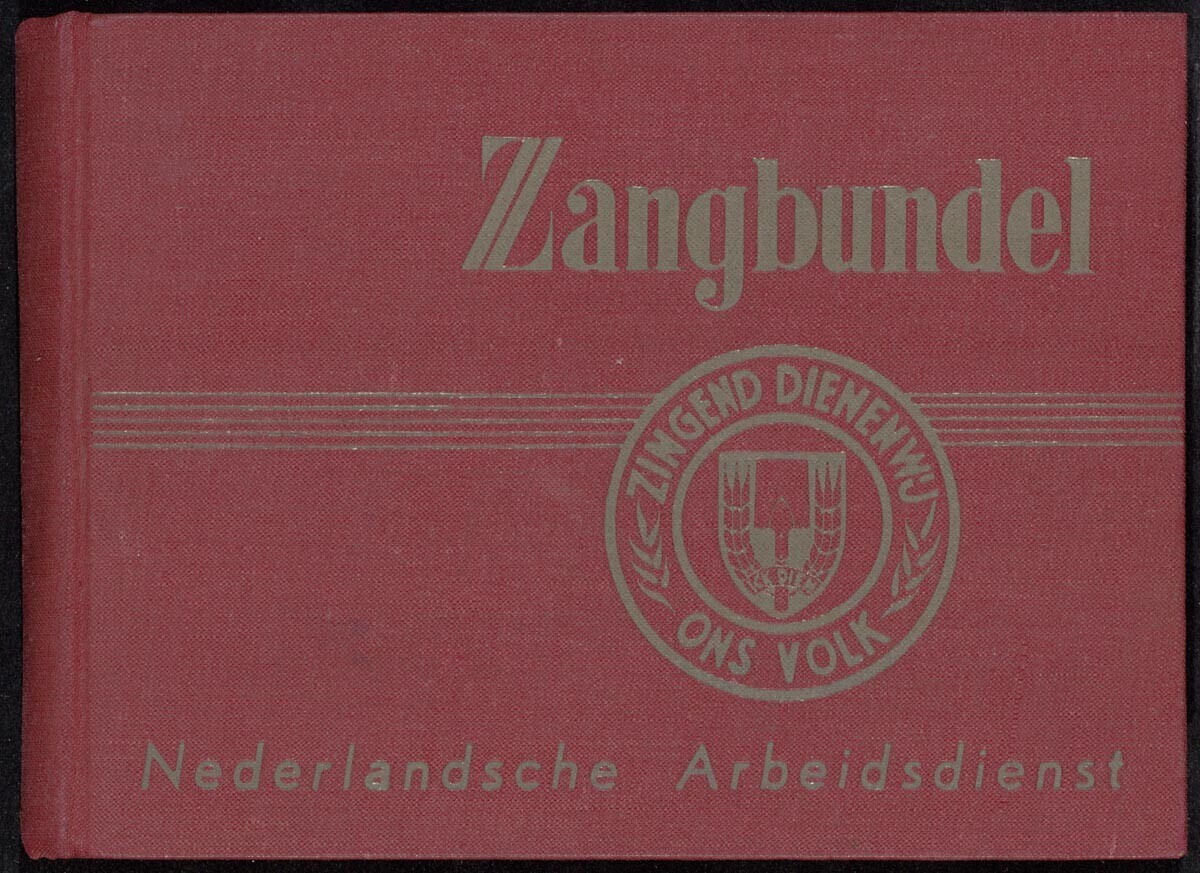 Zangbundel
ZINGEND DIENEN WIJ
ONS VOLK
Nederlandsche Arbeidsdienst